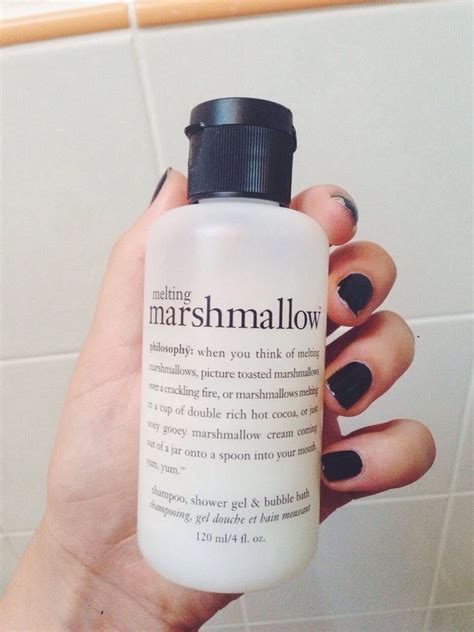 melting
marshmallow™
philosophy: when you think of melting
marshmallows, picture toasted marshmallows
over a crackling fire, or marshmallows melting
in a cup of double rich hot cocoa, or just
ooey gooey marshmallow cream coming
out of a jar onto a spoon into your mouth.
yum, yum.™
shampoo, shower gel & bubble bath
shampooing, gel douche et bain moussant
120 ml/4 fl. oz.